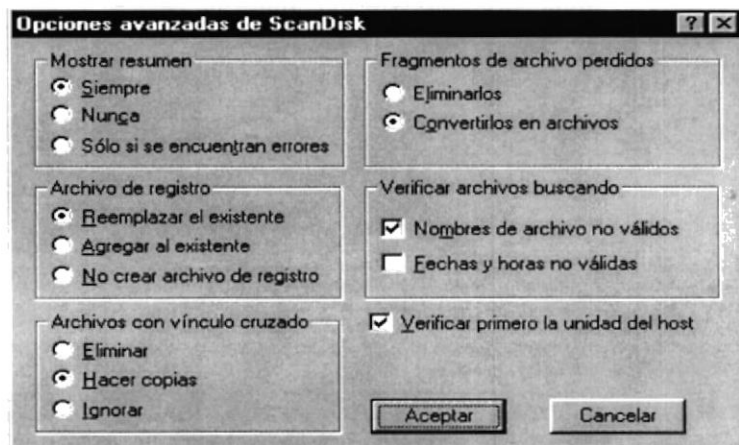 Opciones avanzadas de ScanDisk
Mostrar resumen
Siempre
Nunca
Sólo si se encuentran errores
Archivo de registro
Reemplazar el existente
Agregar al existente
No crear archivo de registro
Archivos con vínculo cruzado
Eliminar
Hacer copias
Ignorar
Fragmentos de archivo perdidos
Eliminarlos
Convertirlos en archivos
Verificar archivos buscando
Nombres de archivo no válidos
Fechas y horas no válidas
Verificar primero la unidad del host
Aceptar
Cancelar